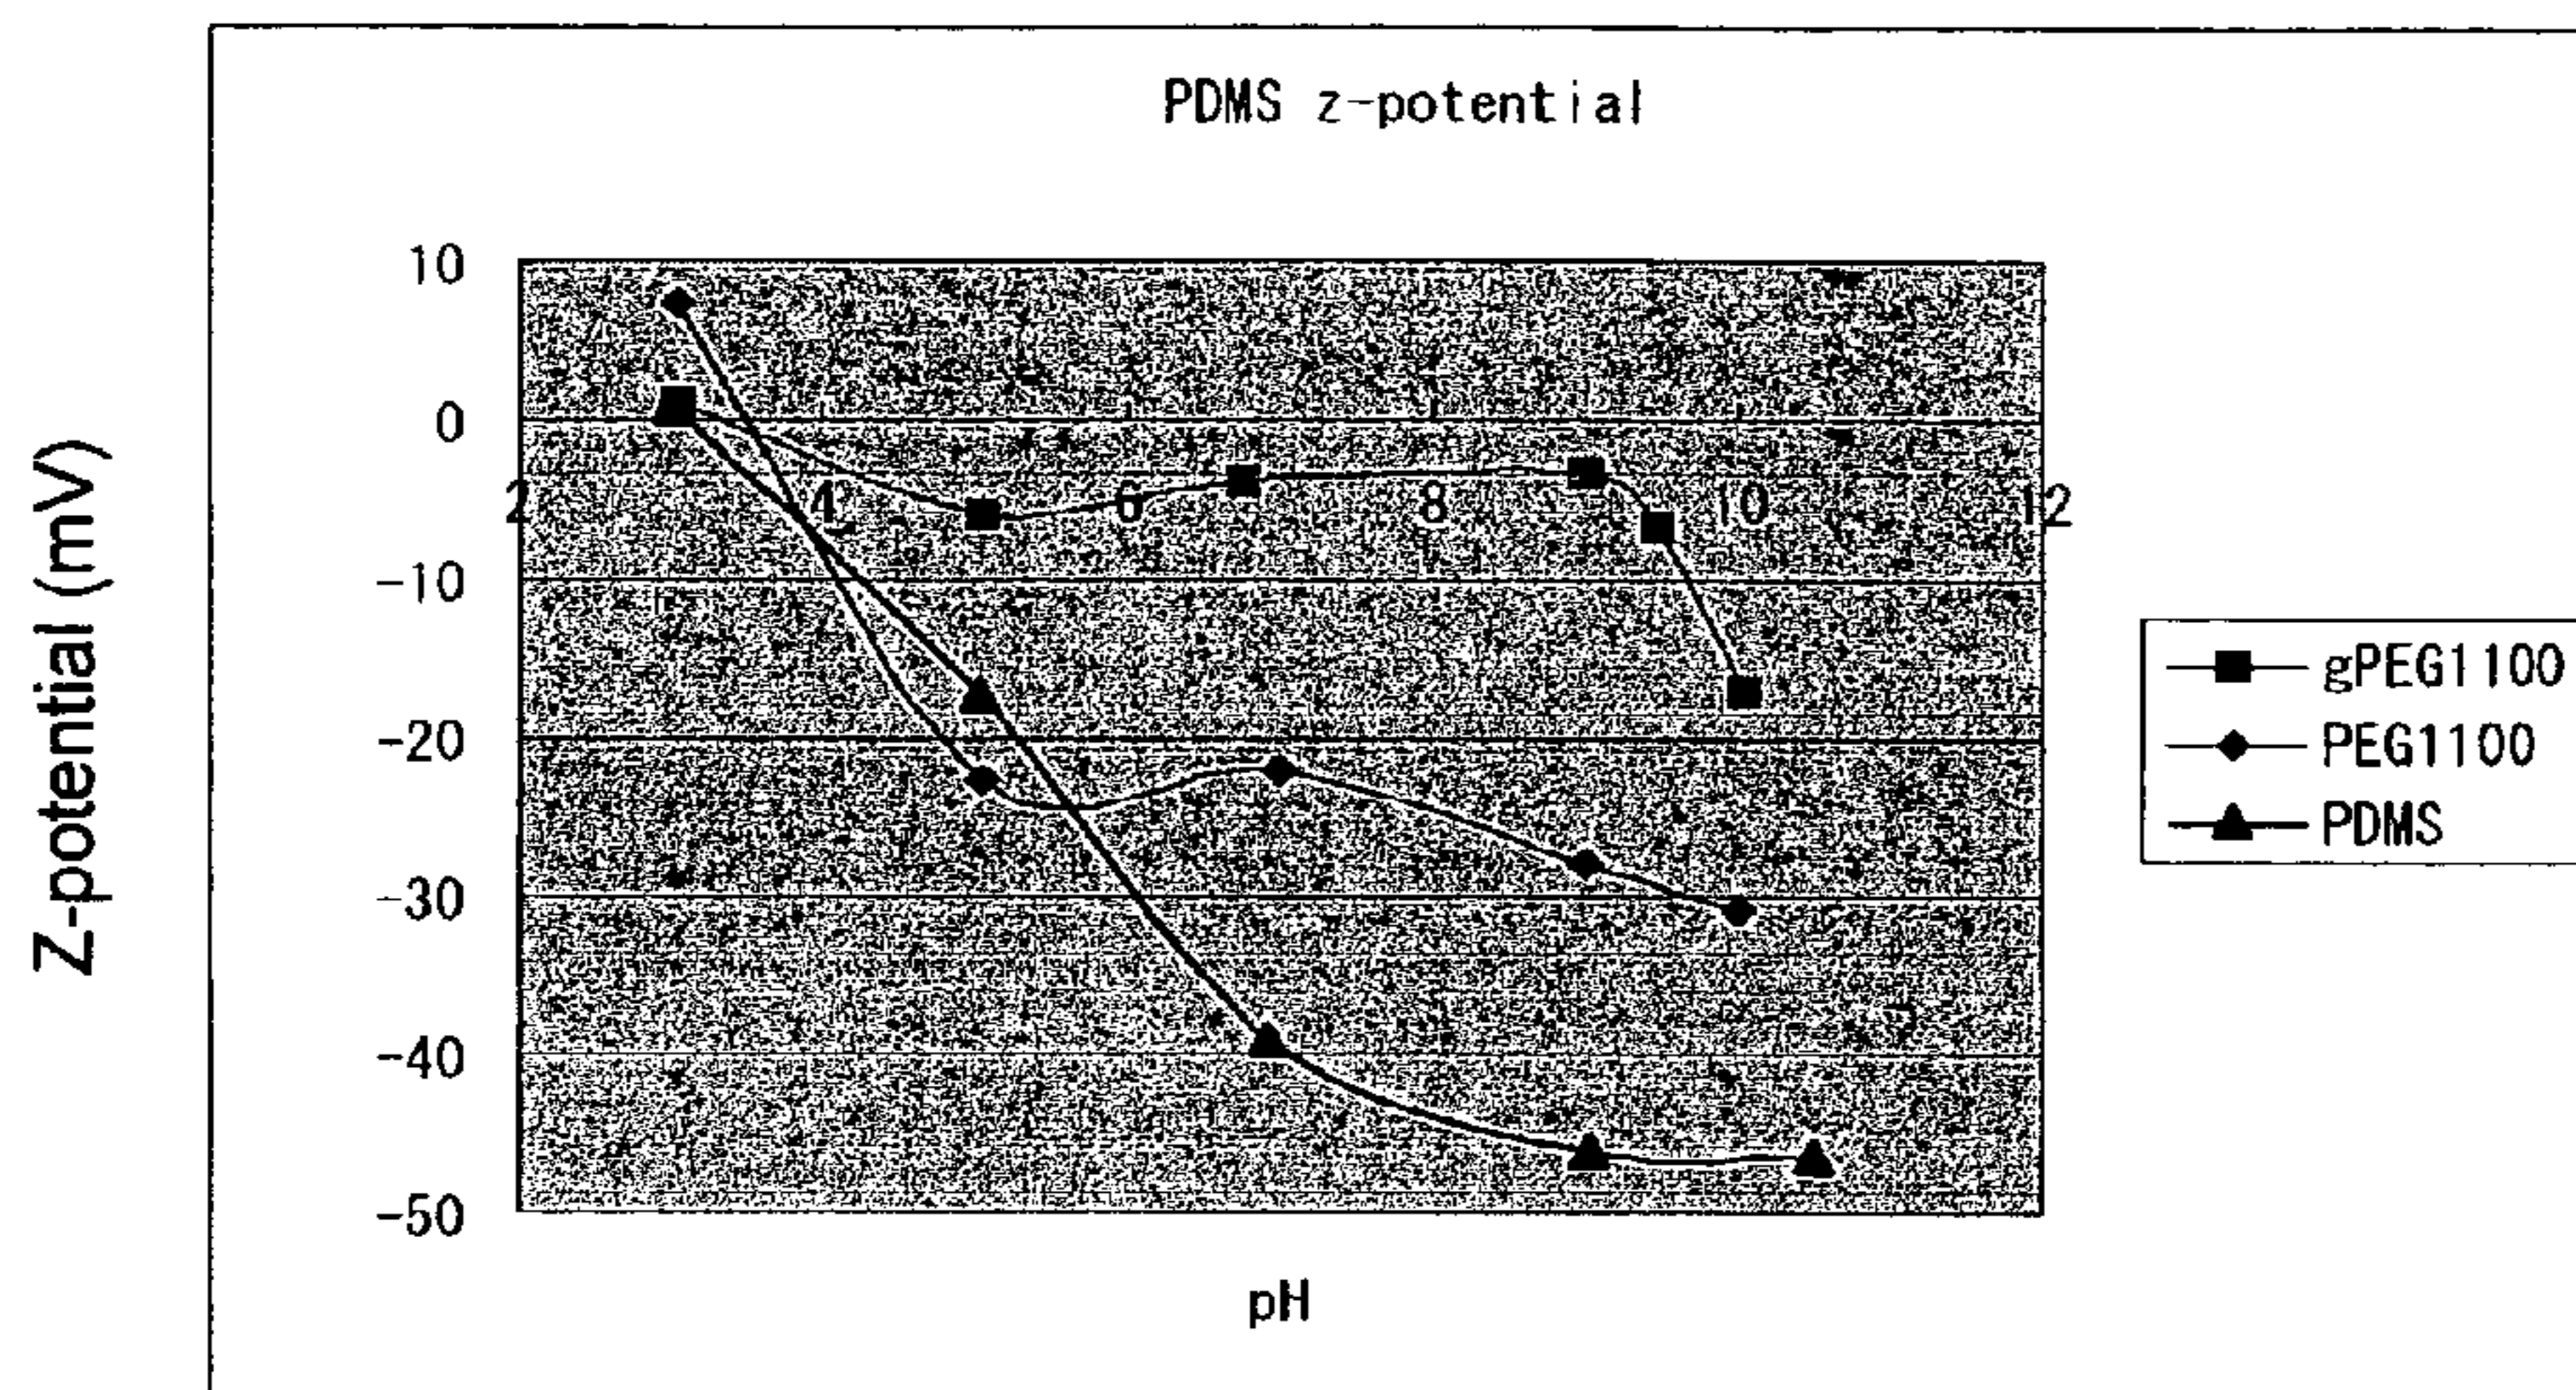 PDMS z-potential
Z-potential (mV)
10
0
-10
-20
-30
-40
-50
2 4 6 8 10 12
pH
gPEG1100
PEG1100
PDMS